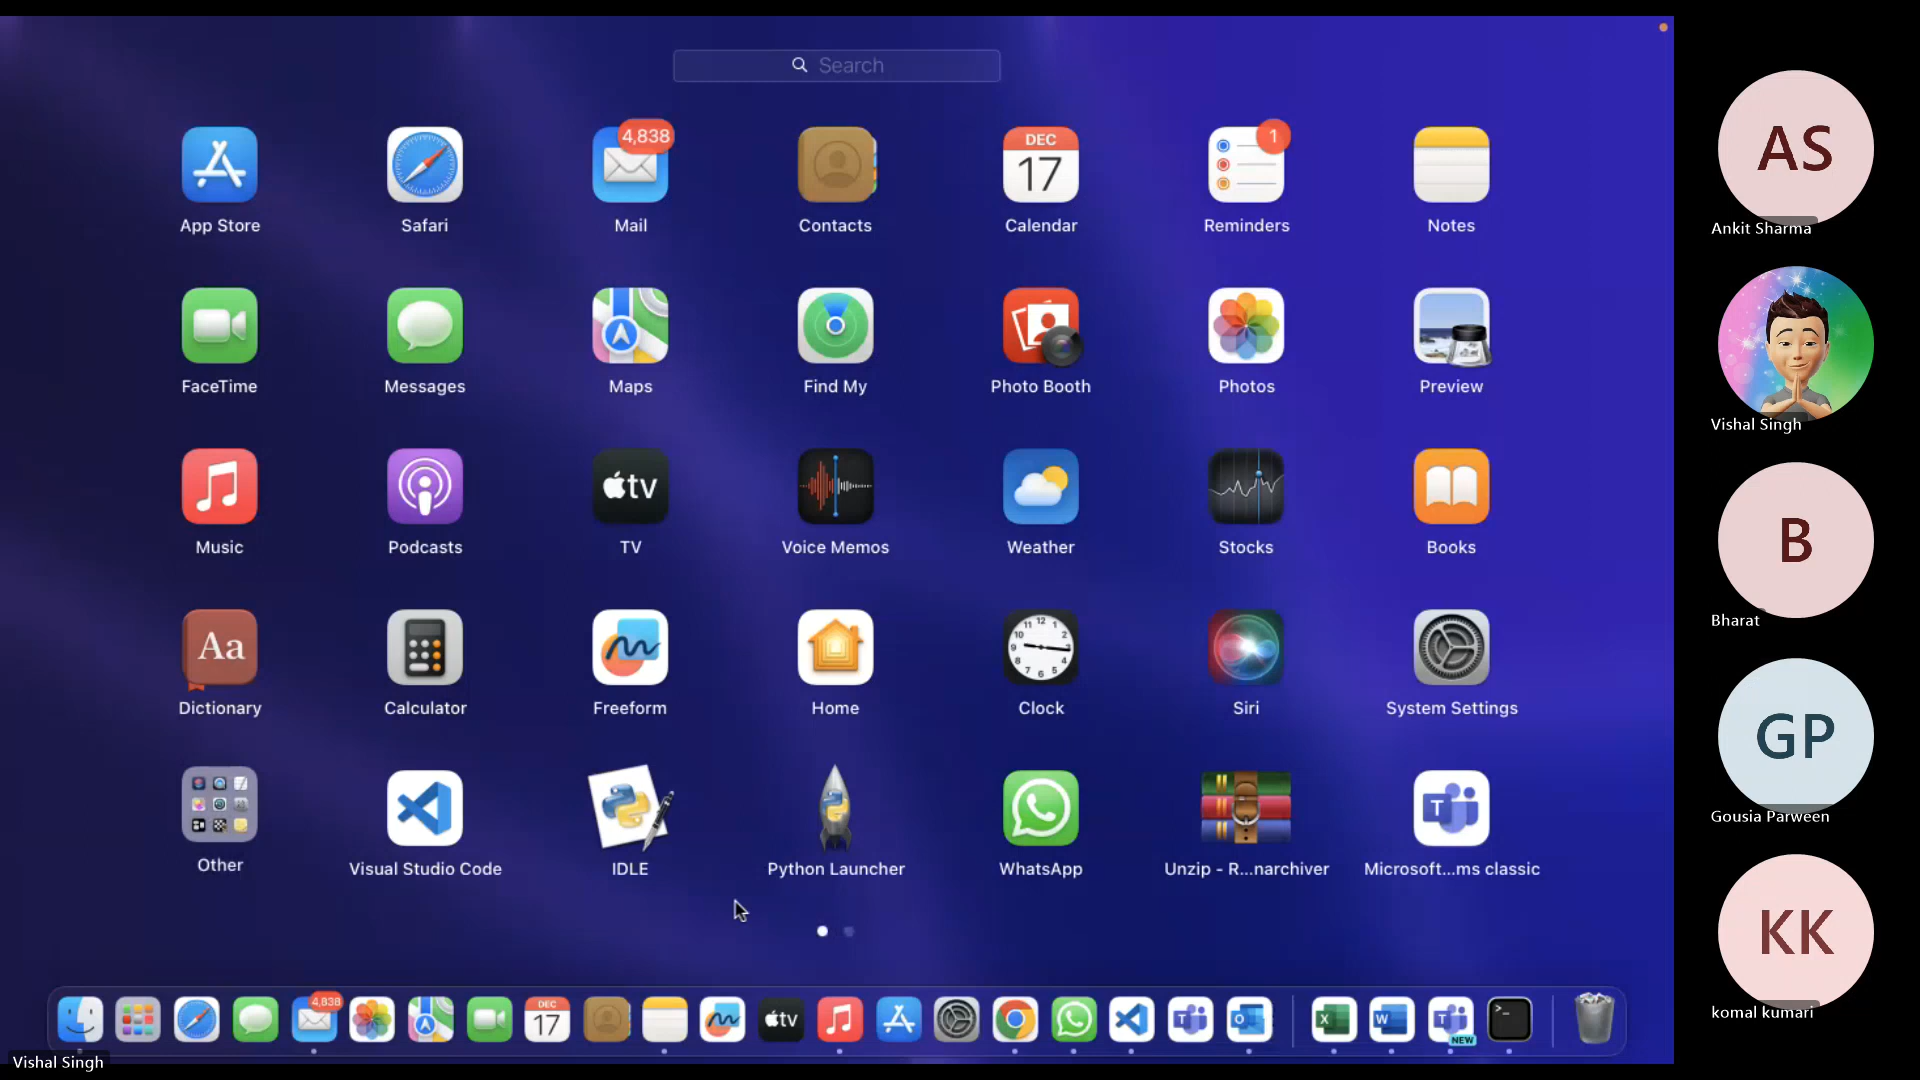 Search
4,838
DEC
17
1
App Store
Safari
Mail
Contacts
Calendar
Reminders
Notes
FaceTime
Messages
Maps
Find My
Photo Booth
Photos
Preview
tv
Music
Podcasts
TV
Voice Memos
Weather
Stocks
Books
Aa
Dictionary
Calculator
Freeform
Home
Clock
Siri
System Settings
Other
Visual Studio Code
IDLE
Python Launcher
WhatsApp
Unzip - R...narchiver
T
Microsoft...ms classic
4,838
DEC
17
tv
T
O
X
W
T
NEW
>_
Vishal Singh
AS
Ankit Sharma
Vishal Singh
B
Bharat
GP
Gousia Parween
KK
komal kumari